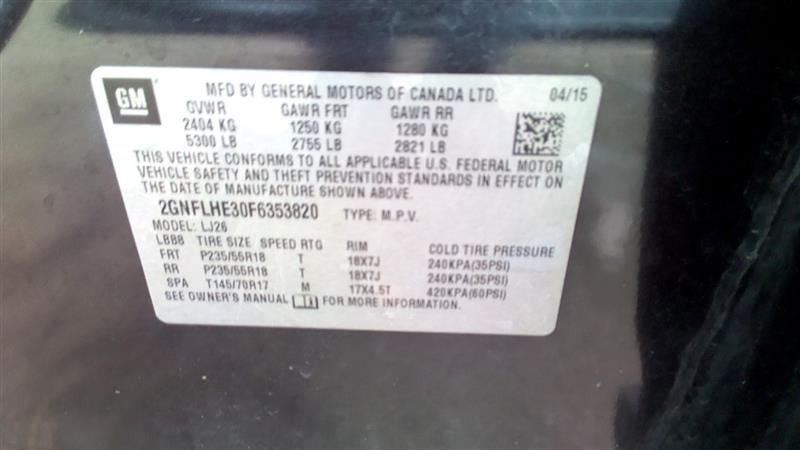 GM MFD BY GENERAL MOTORS OF CANADA LTD. 04/15
GVWR GAWR FRT GAWR RR
2404 KG 1250 KG 1280 KG
5300 LB 2755 LB 2821 LB
THIS VEHICLE CONFORMS TO ALL APPLICABLE U.S. FEDERAL MOTOR
VEHICLE SAFETY AND THEFT PREVENTION STANDARDS IN EFFECT ON
THE DATE OF MANUFACTURE SHOWN ABOVE.
2GNFLHE30F6353820 TYPE: M.P.V.
MODEL: LJ26
LBB8 TIRE SIZE SPEED RTG RIM COLD TIRE PRESSURE
FRT P235/55R18 T 18X7J 240KPA(35PSI)
RR P235/55R18 T 18X7J 240KPA(35PSI)
SPA T145/70R17 M 17X4.5T 420KPA(60PSI)
SEE OWNER'S MANUAL FOR MORE INFORMATION.